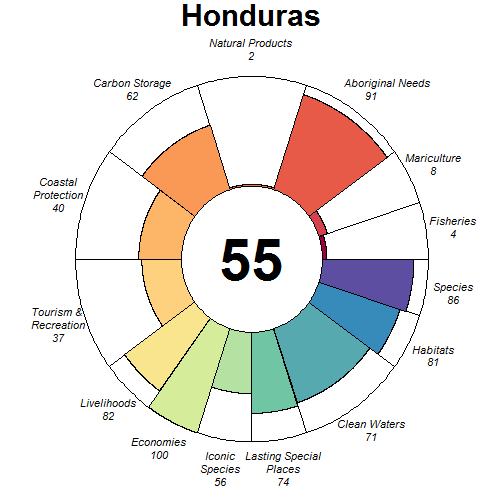 Honduras
Natural Products
2
Aboriginal Needs
91
Mariculture
8
Fisheries
4
Species
86
Habitats
81
Clean Waters
71
Lasting Special
Places
74
Iconic
Species
56
Economies
100
Livelihoods
82
Tourism &
Recreation
37
Coastal
Protection
40
Carbon Storage
62
55